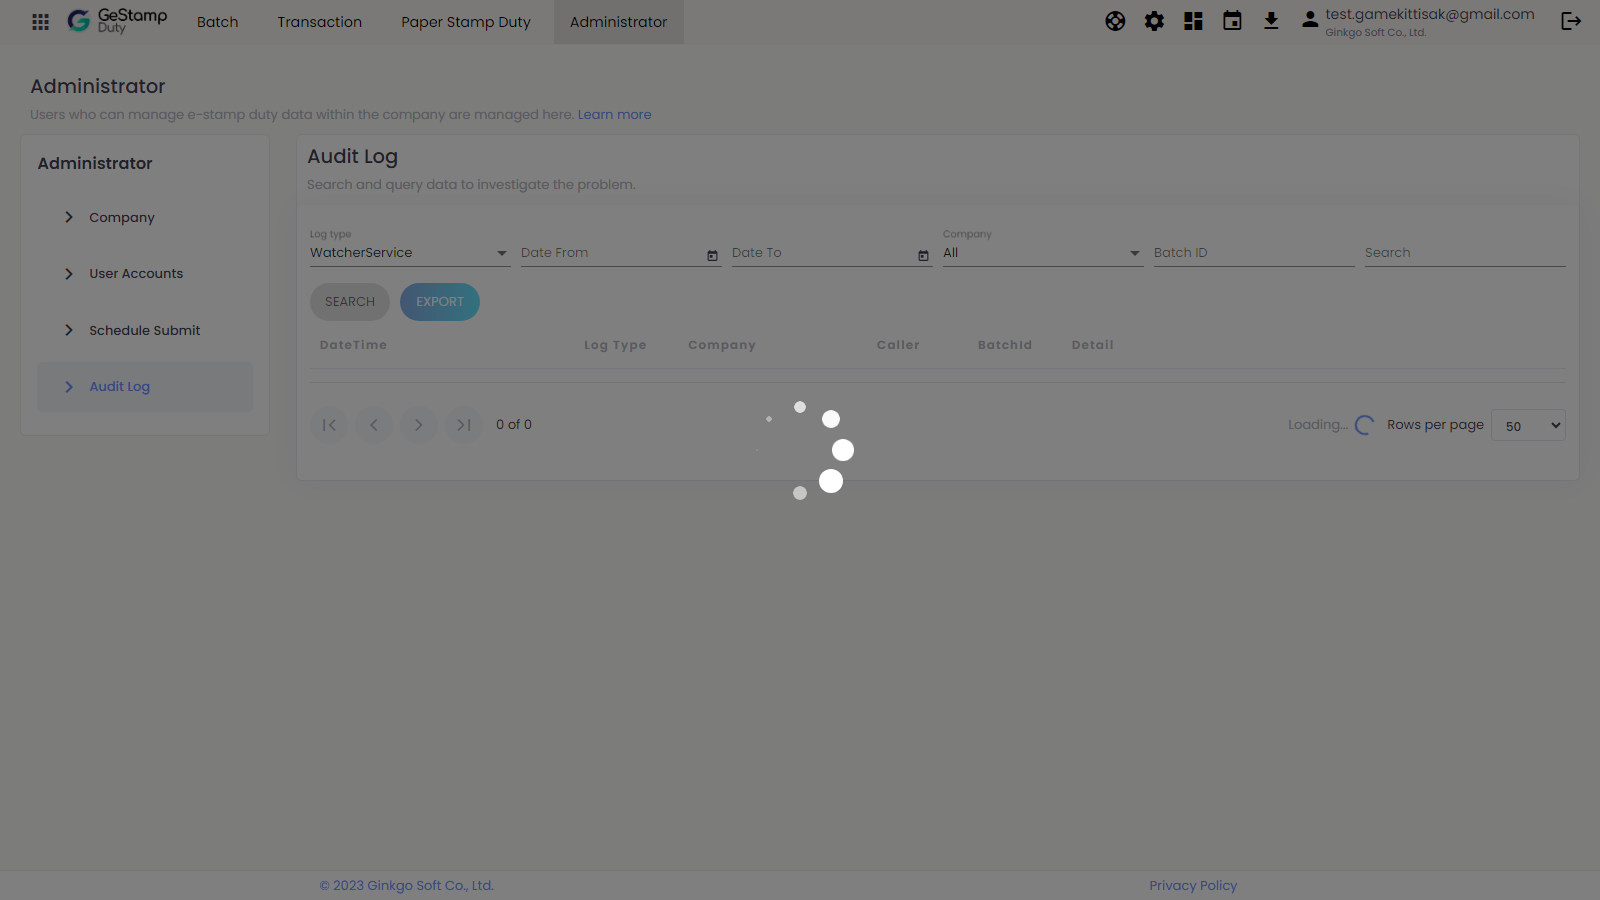 GeStamp
Duty
Batch
Transaction
Paper Stamp Duty
Administrator
test.gamekittisak@gmail.com
Ginkgo Soft Co., Ltd.
Administrator
Users who can manage e-stamp duty data within the company are managed here. Learn more
Administrator
Company
User Accounts
Schedule Submit
Audit Log
Audit Log
Search and query data to investigate the problem.
Log type
WatcherService
Date From
Date To
Company
All
Batch ID
Search
SEARCH
EXPORT
DateTime
Log Type
Company
Caller
BatchId
Detail
0 of 0
Loading...
Rows per page
50
© 2023 Ginkgo Soft Co., Ltd.
Privacy Policy